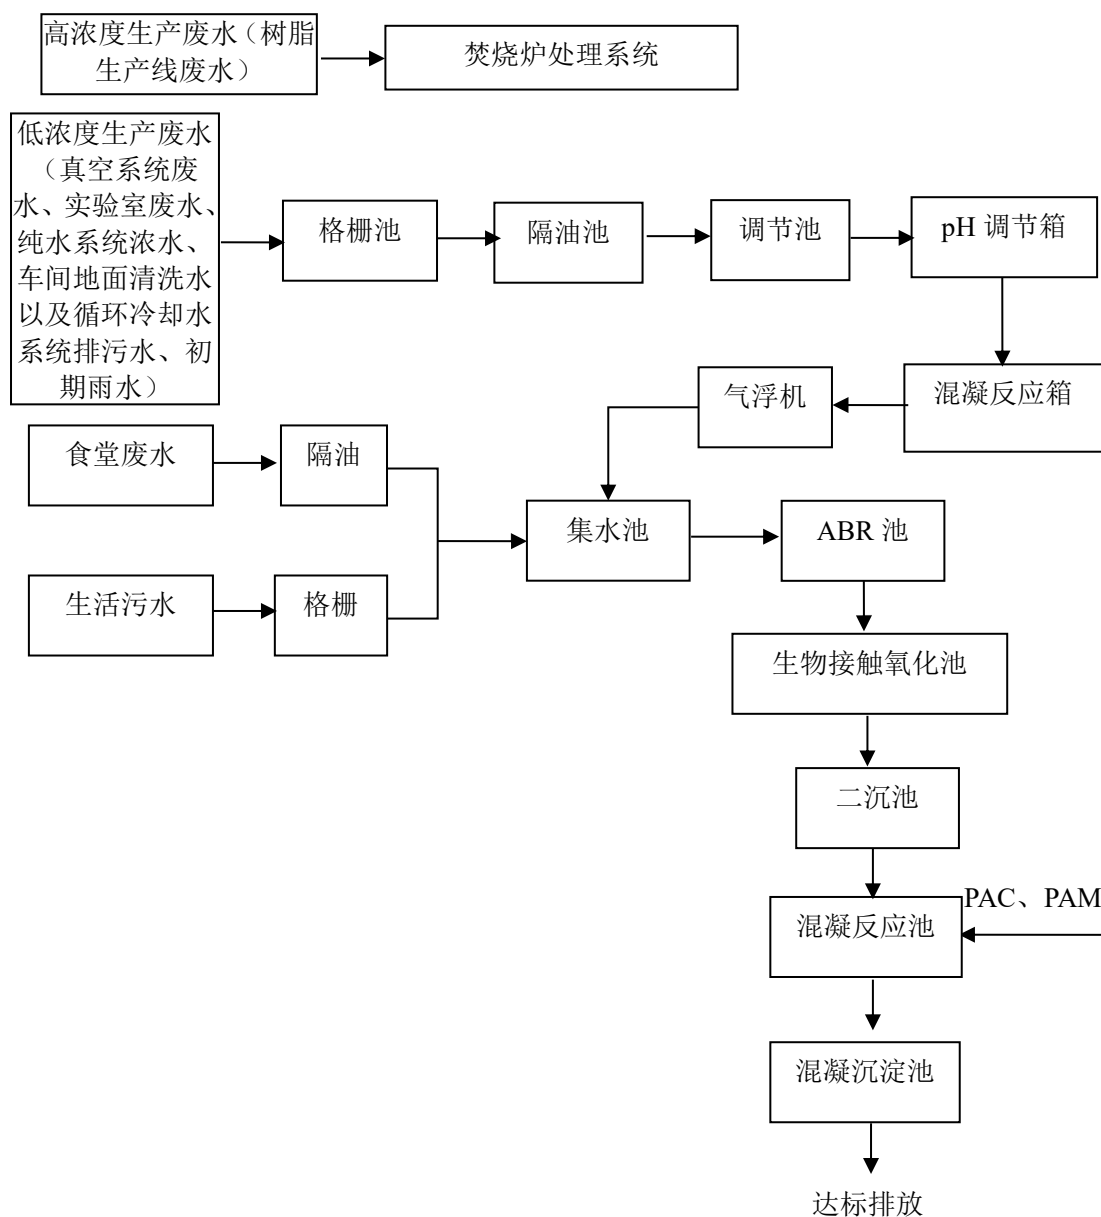 高浓度生产废水（树脂
生产线废水）
焚烧炉处理系统
低浓度生产废水
（真空系统废
水、实验室废水、
纯水系统浓水、
车间地面清洗水
以及循环冷却水
系统排污水、初
期雨水）
格栅池
隔油池
调节池
pH 调节箱
气浮机
混凝反应箱
食堂废水
隔油
集水池
ABR 池
生活污水
格栅
生物接触氧化池
二沉池
PAC、PAM
混凝反应池
混凝沉淀池
达标排放